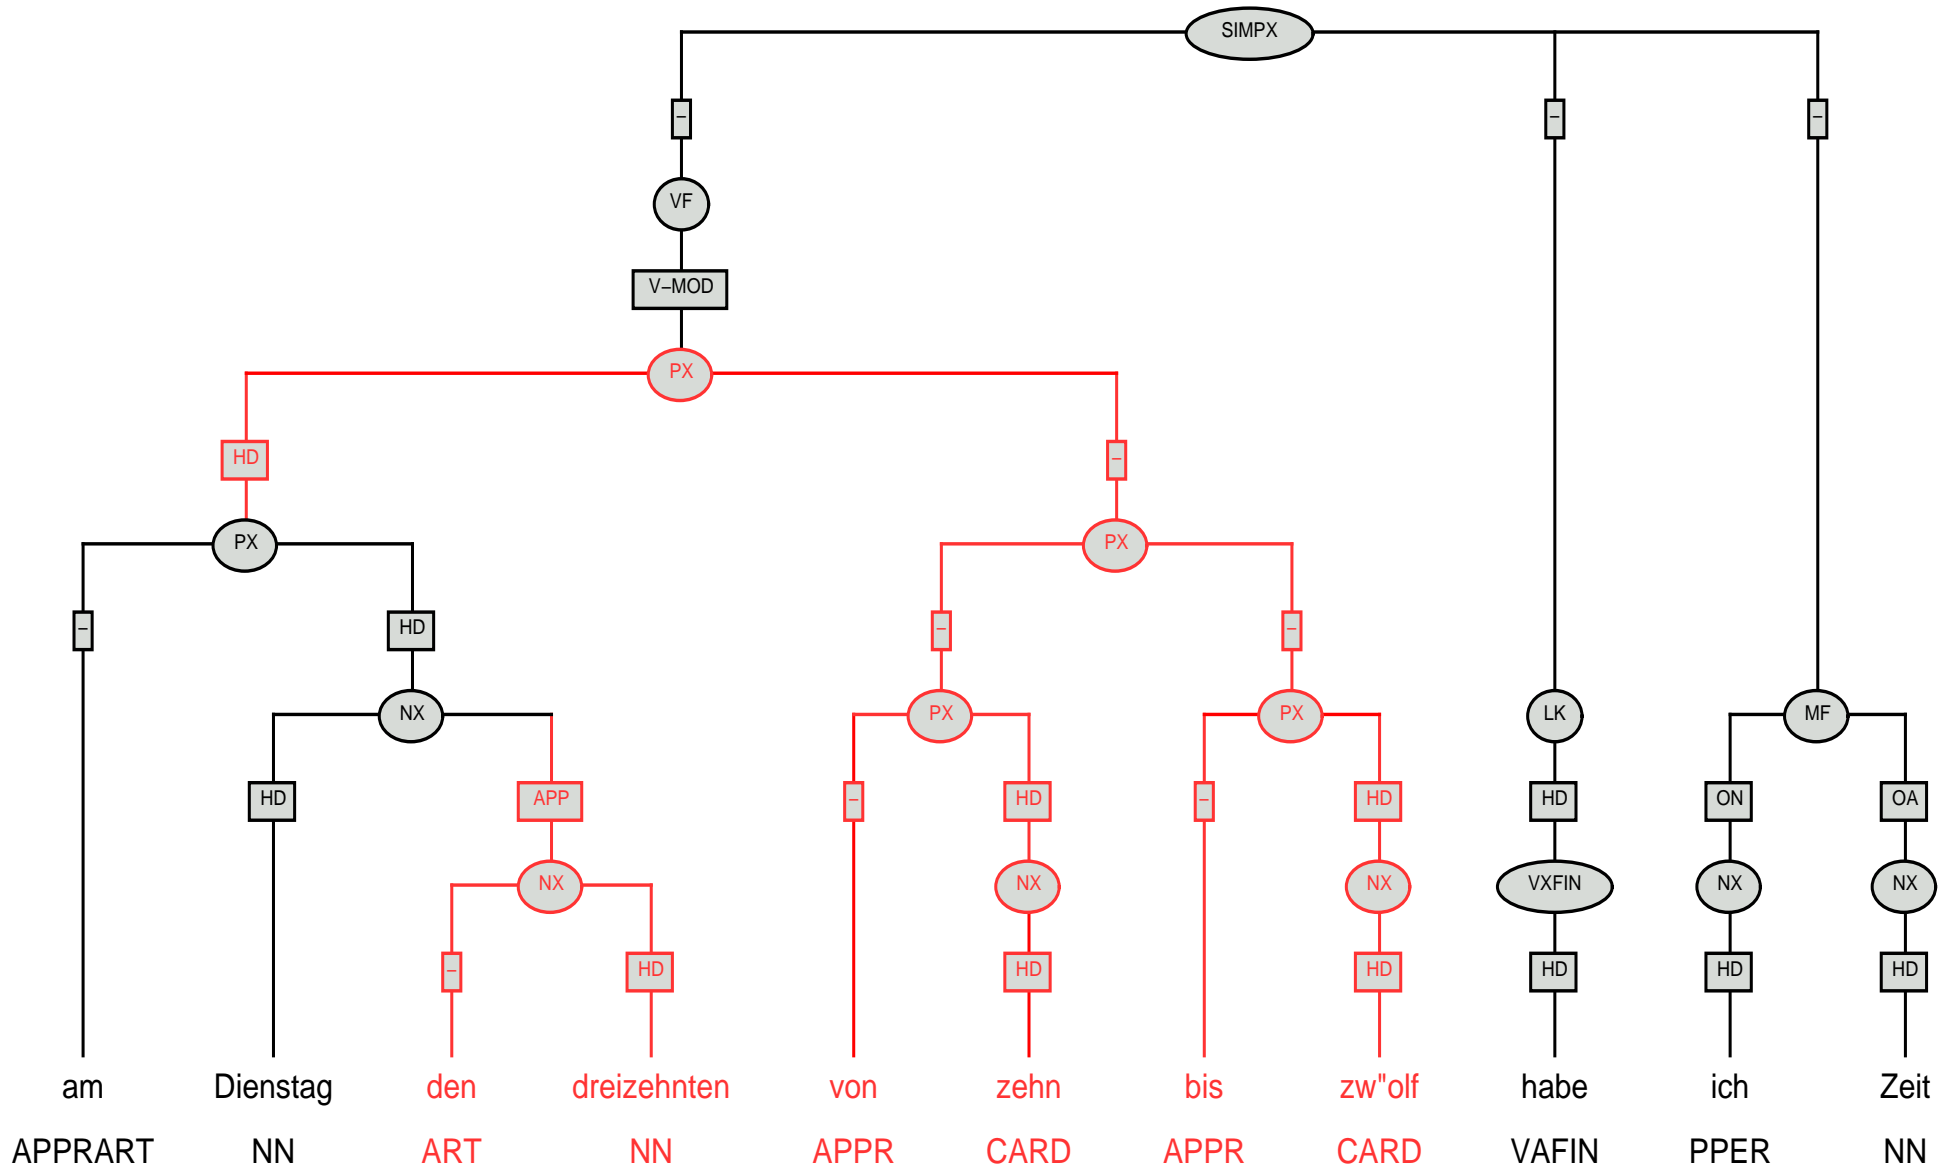 SIMPX
– – –
VF
V–MOD
PX
HD –
PX PX
– HD – –
NX PX PX LK MF
HD APP – HD – HD HD ON OA
NX NX NX VXFIN NX NX
– HD HD HD HD HD HD
am Dienstag den dreizehnten von zehn bis zw"olf habe ich Zeit
APPRART NN ART NN APPR CARD APPR CARD VAFIN PPER NN